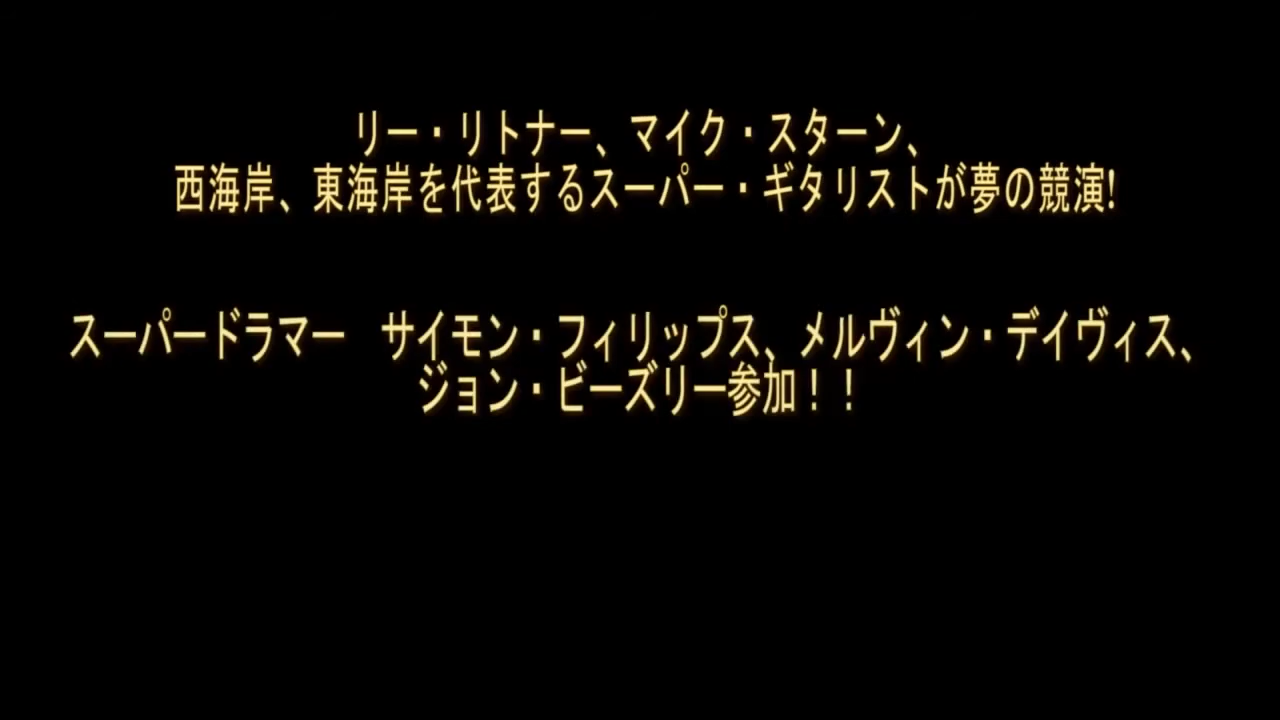 リー・リトナー、マイク・スターン、
西海岸、東海岸を代表するスーパー・ギタリストが夢の競演!
スーパードラマー　サイモン・フィリップス、メルヴィン・デイヴィス、
ジョン・ビーズリー参加！！